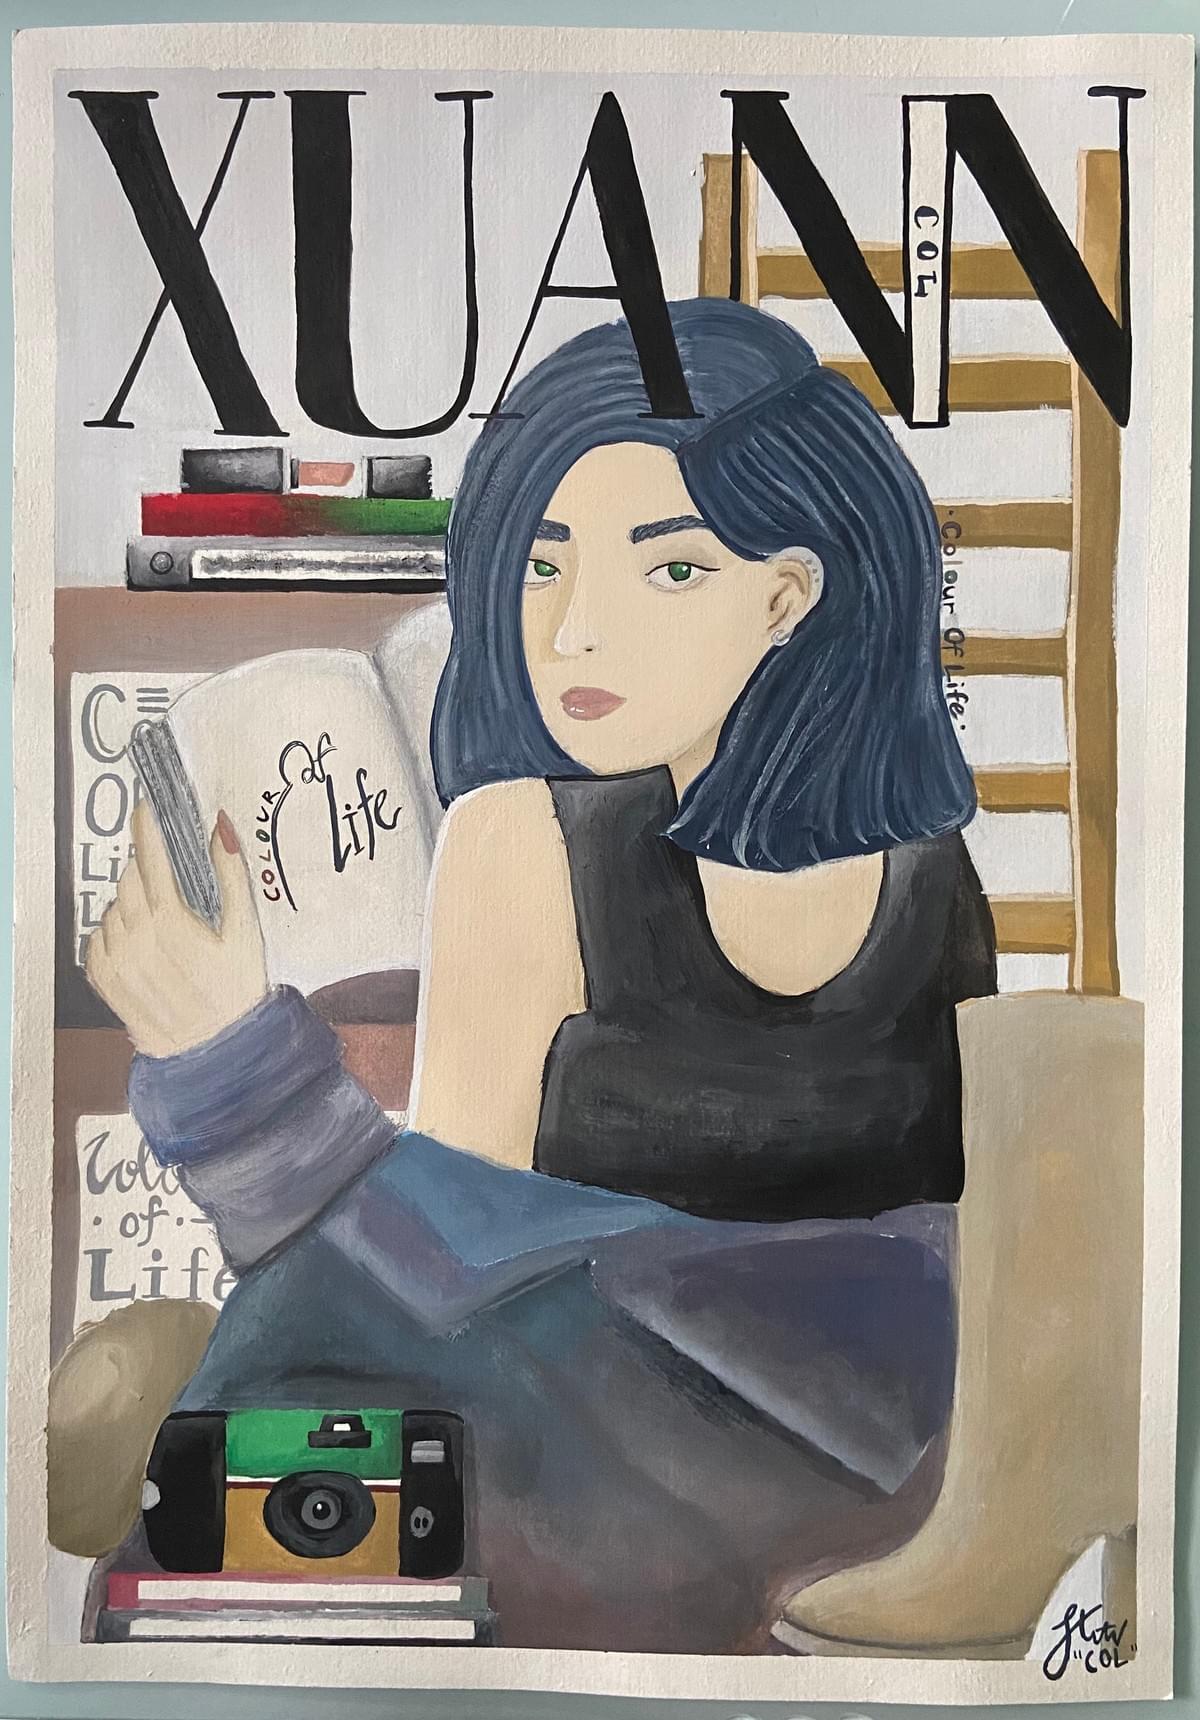 XUANN
COL
·Colour Of Life·
COLOUR
Of
Life
C
O
Li
L
Colo
·of·-
Life
"COL"